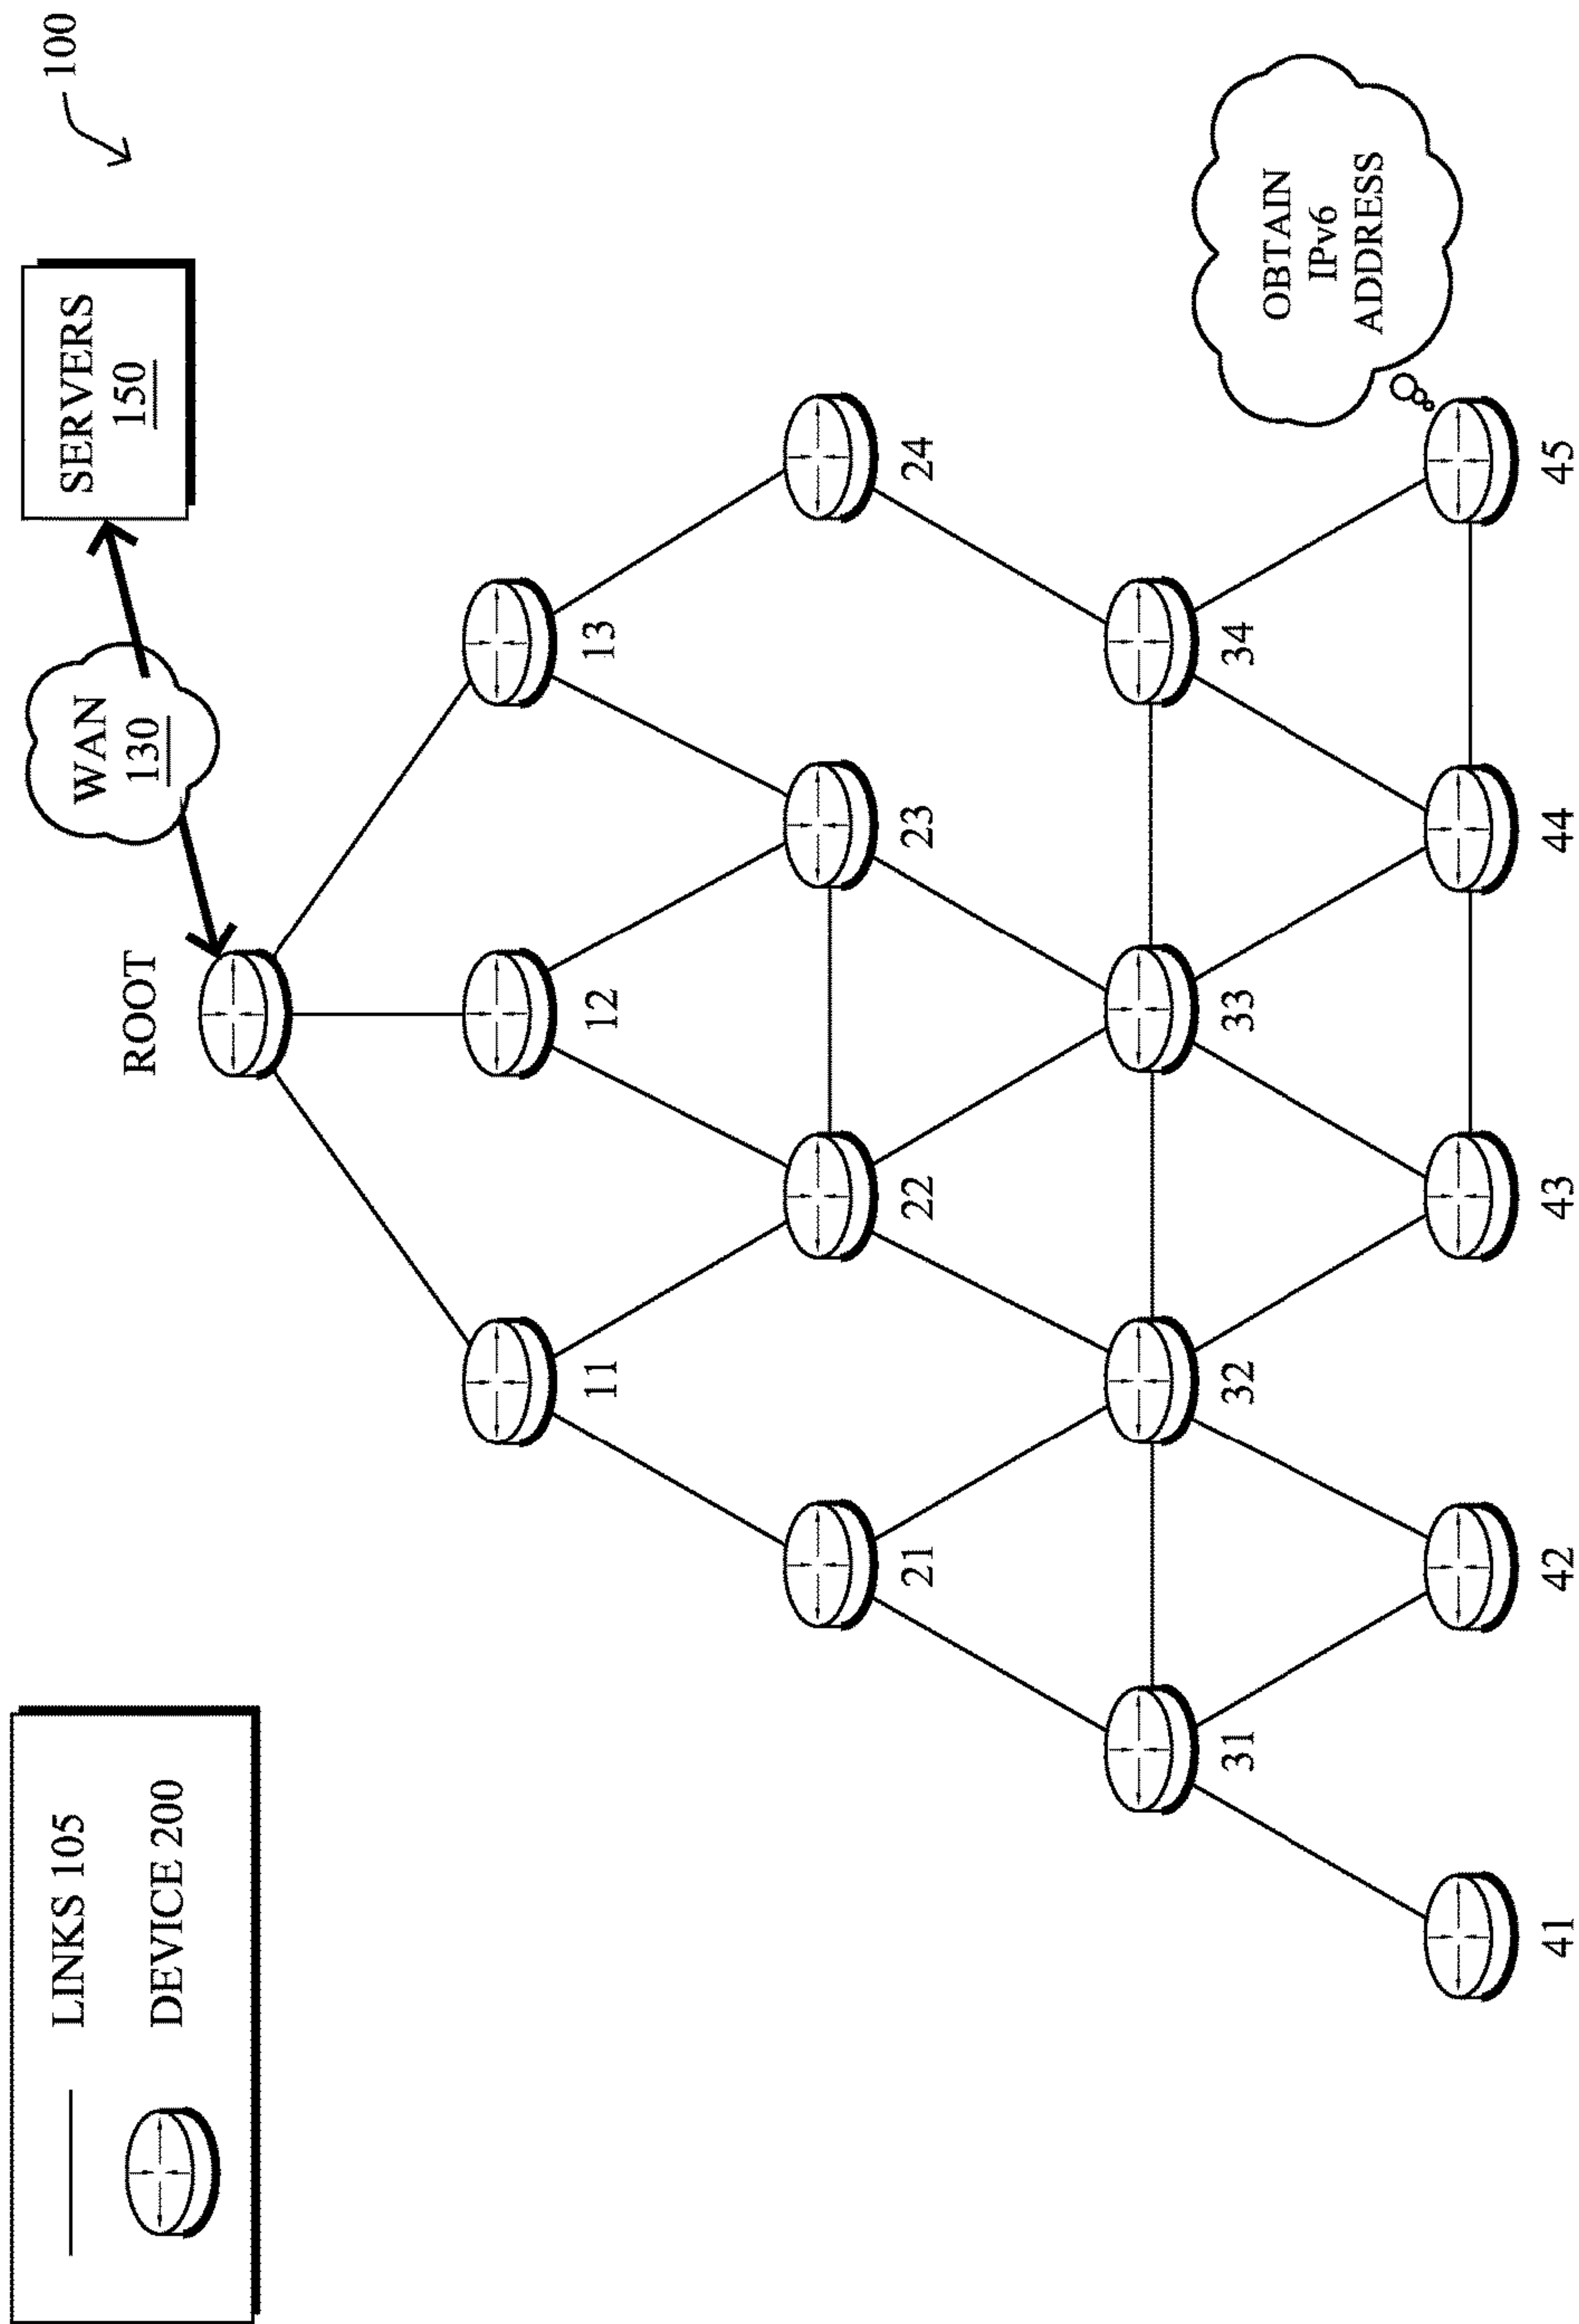 100
LINKS 105
DEVICE 200
WAN
130
SERVERS
150
ROOT
11
12
13
21
22
23
24
31
32
33
34
41
42
43
44
45
OBTAIN
IPv6
ADDRESS